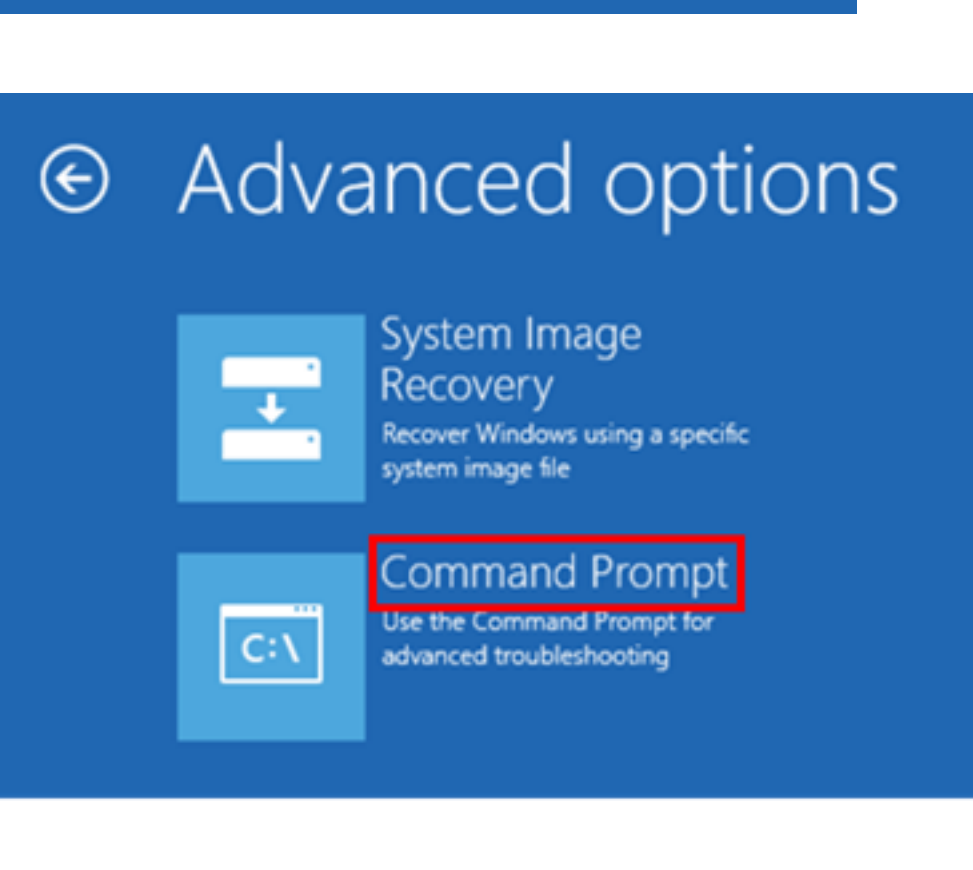 Advanced options
System Image
Recovery
Recover Windows using a specific
system image file
Command Prompt
Use the Command Prompt for
advanced troubleshooting
C:\